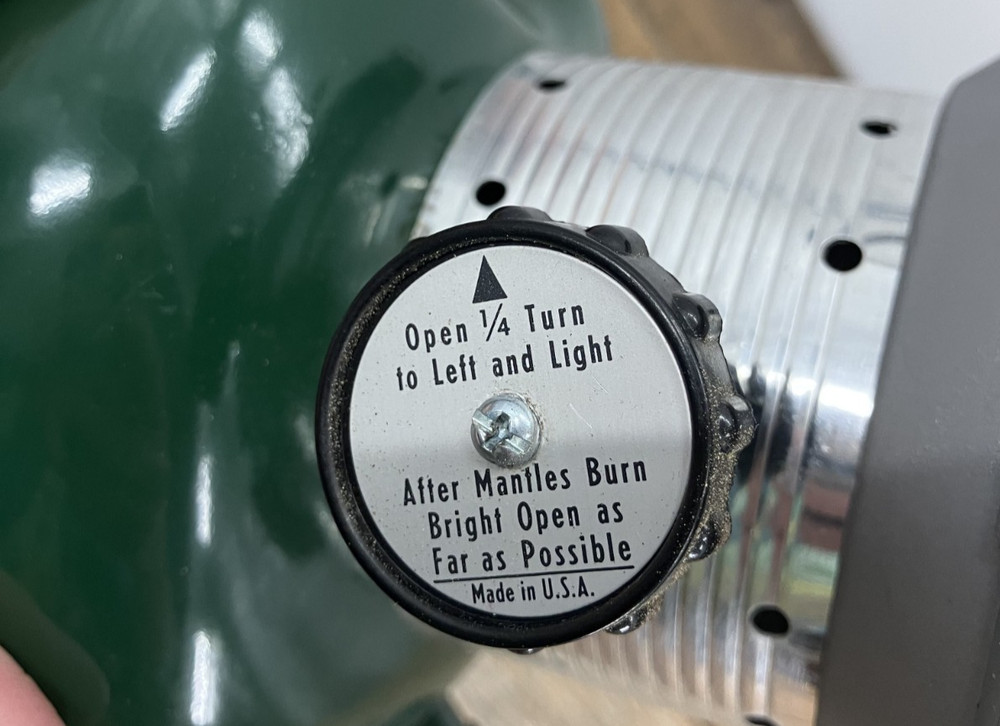 Open 1/4 Turn
to Left and Light
After Mantles Burn
Bright Open as
Far as Possible
Made in U.S.A.